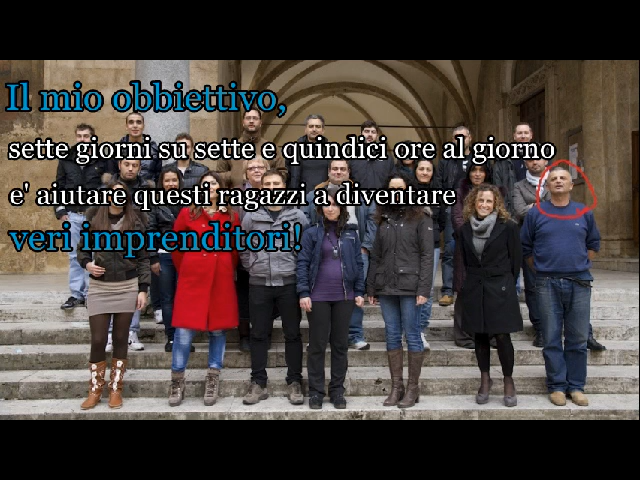 Il mio obbiettivo,
sette giorni su sette e quindici ore al giorno
e' aiutare questi ragazzi a diventare
veri imprenditori!